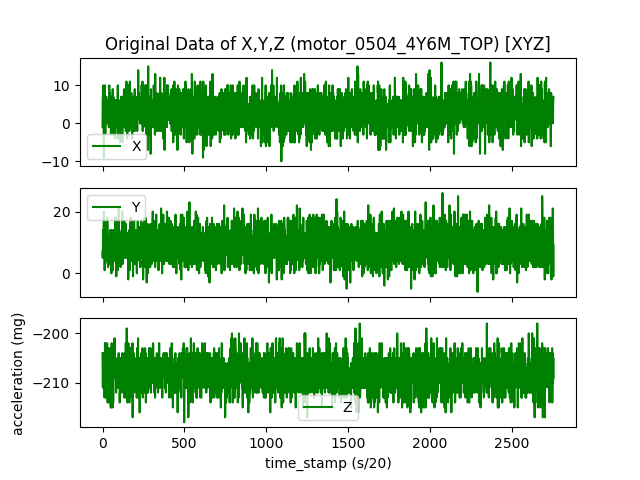 Original Data of X,Y,Z (motor_0504_4Y6M_TOP) [XYZ]
10
0
−10
X
20
0
Y
acceleration (mg)
−200
−210
Z
0 500 1000 1500 2000 2500
time_stamp (s/20)